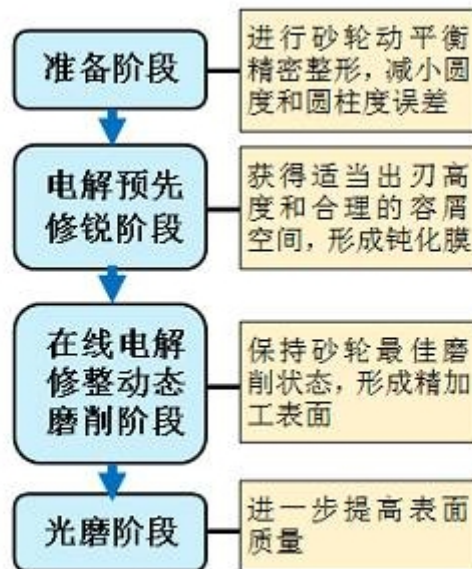 准备阶段
进行砂轮动平衡
精密整形，减小圆
度和圆柱度误差
电解预先
修锐阶段
获得适当出刃高
度和合理的容屑
空间，形成钝化膜
在线电解
修整动态
磨削阶段
保持砂轮最佳磨
削状态，形成精加
工表面
光磨阶段
进一步提高表面
质量